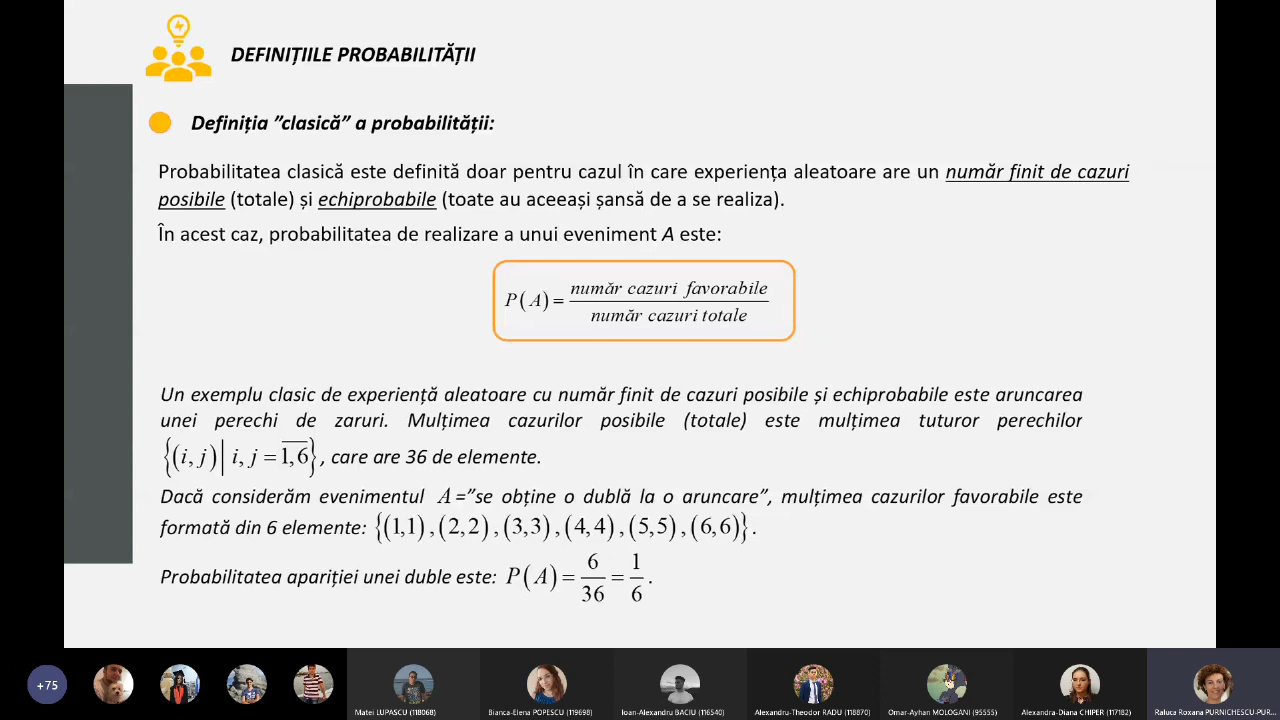 DEFINIȚIILE PROBABILITĂȚII
Definiția ”clasică” a probabilității:
Probabilitatea clasică este definită doar pentru cazul în care experiența aleatoare are un număr finit de cazuri
posibile (totale) și echiprobabile (toate au aceeași șansă de a se realiza).
În acest caz, probabilitatea de realizare a unui eveniment A este:
P(A) = număr cazuri favorabile / număr cazuri totale
Un exemplu clasic de experiență aleatoare cu număr finit de cazuri posibile și echiprobabile este aruncarea
unei perechi de zaruri. Mulțimea cazurilor posibile (totale) este mulțimea tuturor perechilor
{(i, j) | i, j = 1,6}, care are 36 de elemente.
Dacă considerăm evenimentul A=”se obține o dublă la o aruncare”, mulțimea cazurilor favorabile este
formată din 6 elemente: {(1,1),(2,2),(3,3),(4,4),(5,5),(6,6)}.
Probabilitatea apariției unei duble este: P(A) = 6/36 = 1/6.
+75
Matei LUPASCU (118068)
Bianca-Elena POPESCU (119698)
Ioan-Alexandru BACIU (116540)
Alexandru-Theodor RADU (118870)
Omar-Ayhan MOLOGANI (95555)
Alexandra-Diana CHIPER (117182)
Raluca Roxana PURNICHESCU-PUR...